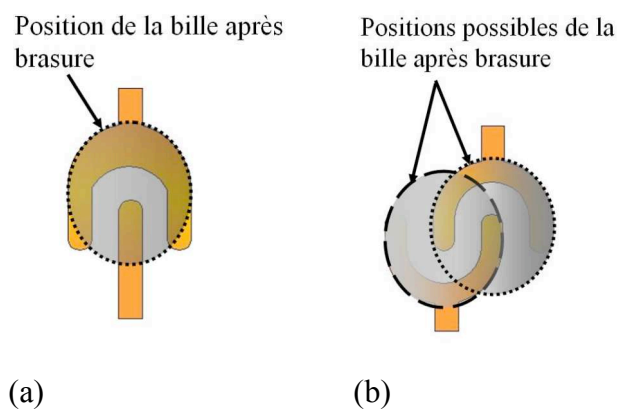 Position de la bille après
brasure
Positions possibles de la
bille après brasure
(a)
(b)